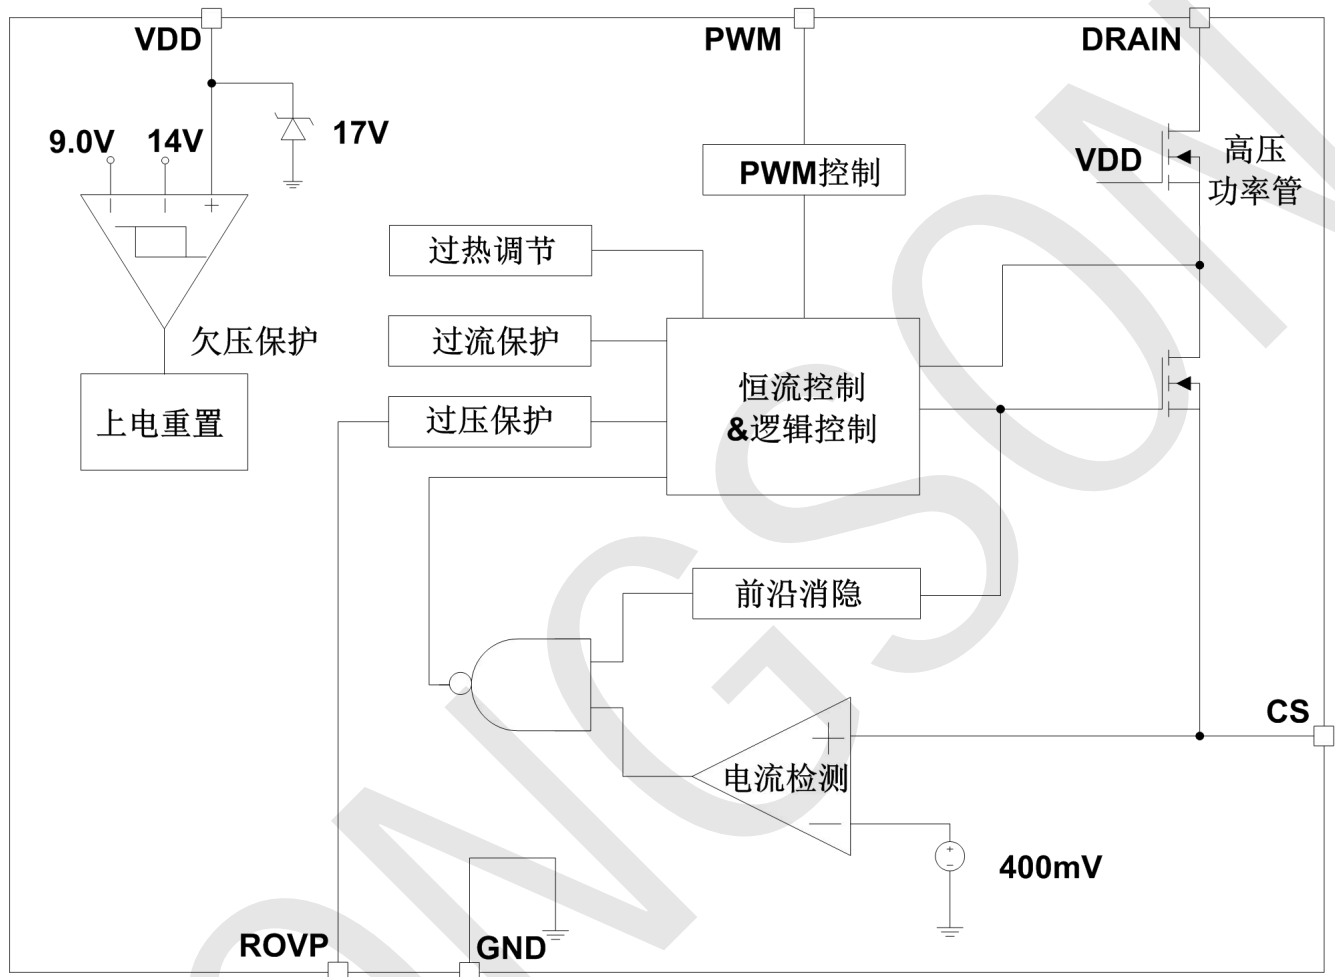 VDD
PWM
DRAIN
9.0V
14V
17V
PWM控制
VDD
高压
功率管
过热调节
欠压保护
过流保护
上电重置
过压保护
恒流控制
&逻辑控制
前沿消隐
CS
电流检测
400mV
ROVP
GND
ONGSON